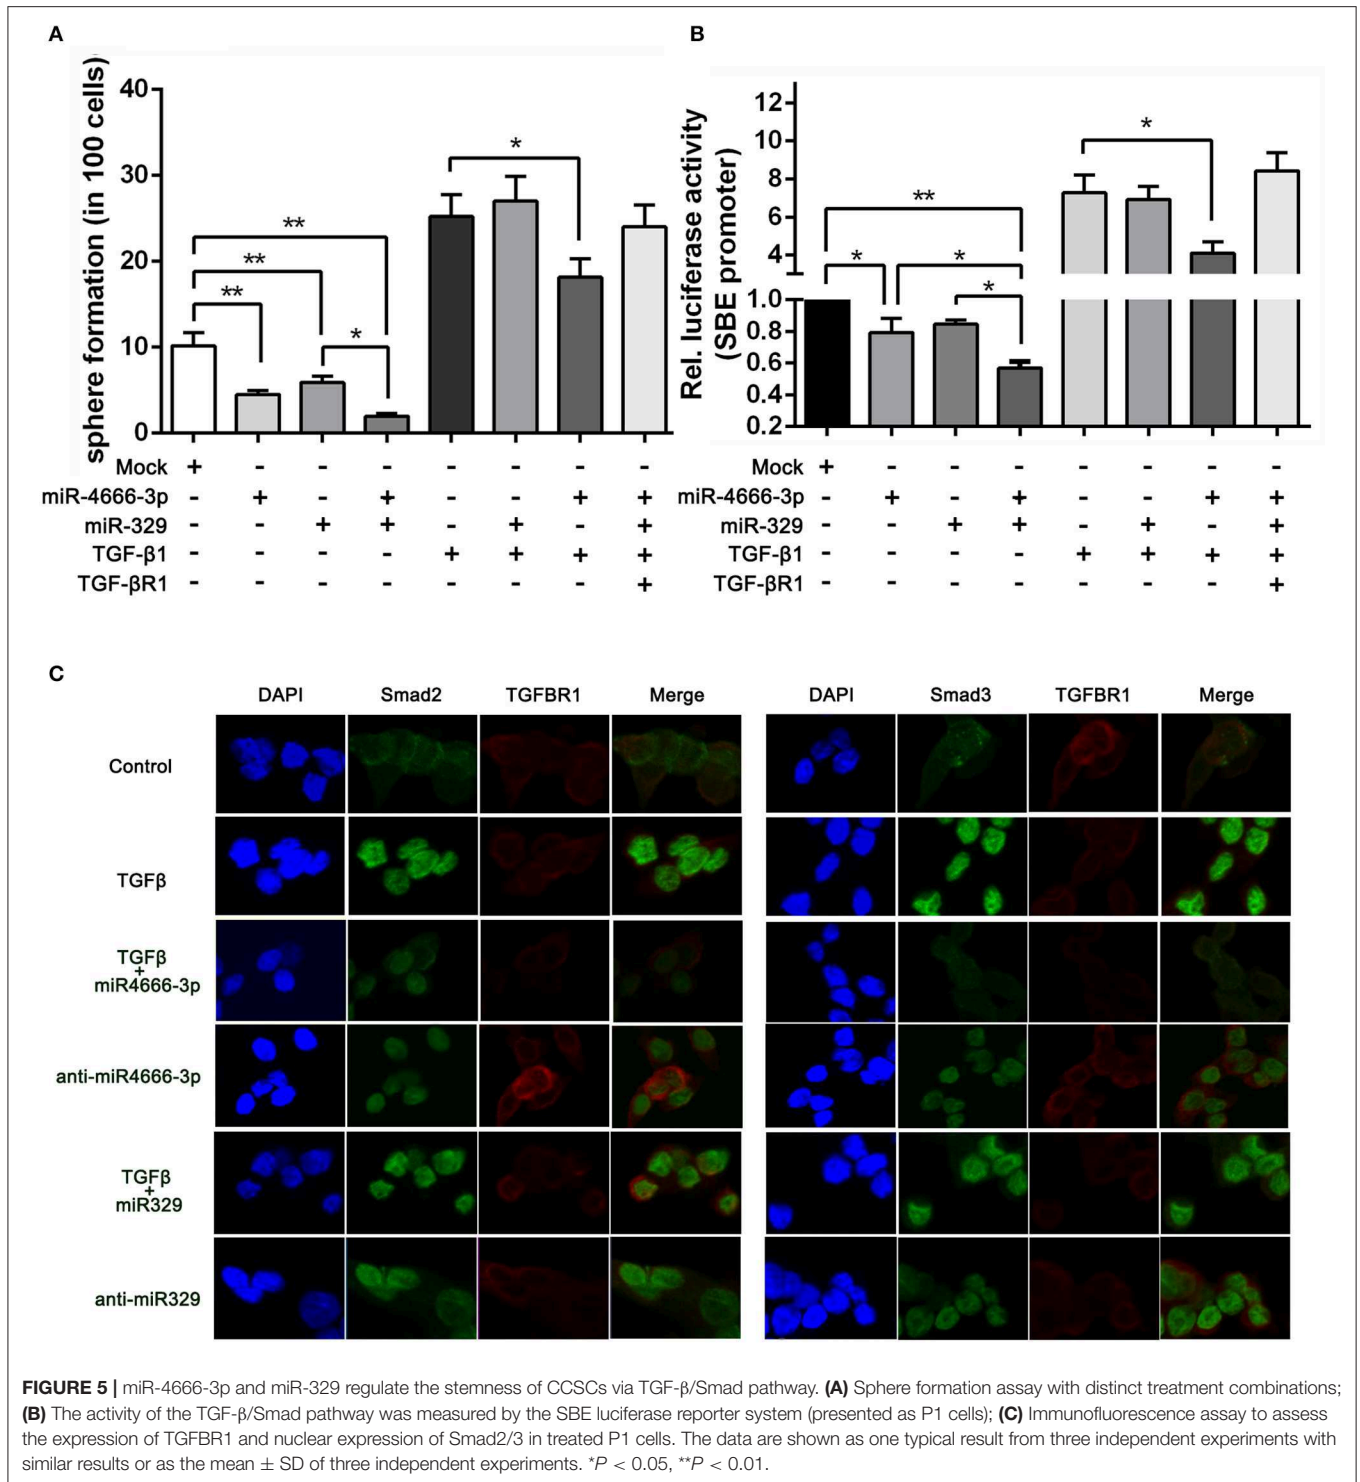 A
sphere formation (in 100 cells)
40
30
20
10
0
** ** ** * *
Mock + - - - - - - -
miR-4666-3p - + - + - - + +
miR-329 - - + + - + - +
TGF-β1 - - - - + + + +
TGF-βR1 - - - - - - - +
B
Rel. luciferase activity
(SBE promoter)
12
10
8
6
4
1.0
0.8
0.6
0.4
0.2
** * * * *
Mock + - - - - - - -
miR-4666-3p - + - + - - + +
miR-329 - - + + - + - +
TGF-β1 - - - - + + + +
TGF-βR1 - - - - - - - +
C
DAPI Smad2 TGFBR1 Merge DAPI Smad3 TGFBR1 Merge
Control
TGFβ
TGFβ
+
miR4666-3p
anti-miR4666-3p
TGFβ
+
miR329
anti-miR329
FIGURE 5 | miR-4666-3p and miR-329 regulate the stemness of CCSCs via TGF-β/Smad pathway. (A) Sphere formation assay with distinct treatment combinations;
(B) The activity of the TGF-β/Smad pathway was measured by the SBE luciferase reporter system (presented as P1 cells); (C) Immunofluorescence assay to assess
the expression of TGFBR1 and nuclear expression of Smad2/3 in treated P1 cells. The data are shown as one typical result from three independent experiments with
similar results or as the mean ± SD of three independent experiments. *P < 0.05, **P < 0.01.